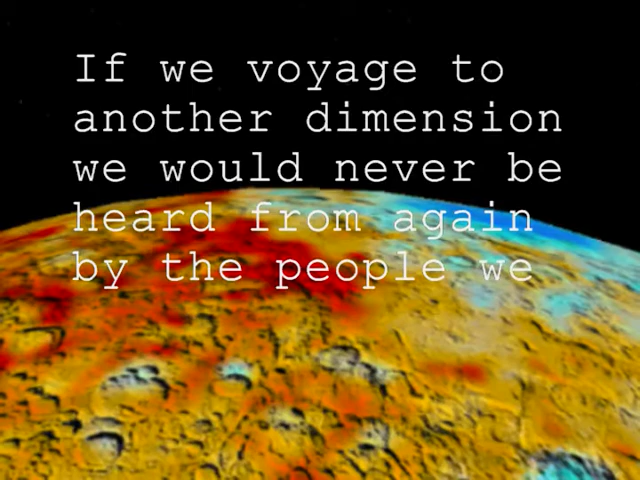 If we voyage to
another dimension
we would never be
heard from again
by the people we